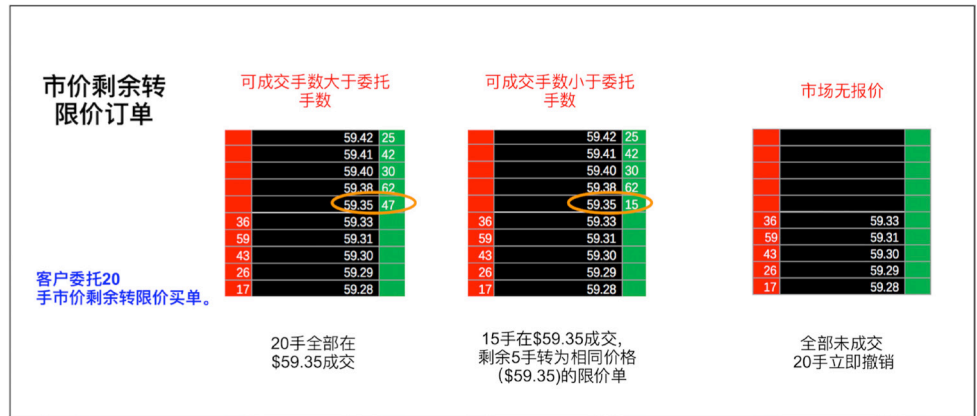 市价剩余转
限价订单
客户委托20
手市价剩余转限价买单。
可成交手数大于委托
手数
59.42 25
59.41 42
59.40 30
59.38 62
59.35 47
36 59.33
59 59.31
43 59.30
26 59.29
17 59.28
20手全部在
$59.35成交
可成交手数小于委托
手数
59.42 25
59.41 42
59.40 30
59.38 62
59.35 15
36 59.33
59 59.31
43 59.30
26 59.29
17 59.28
15手在$59.35成交,
剩余5手转为相同价格
（$59.35)的限价单
市场无报价
36 59.33
59 59.31
43 59.30
26 59.29
17 59.28
全部未成交
20手立即撤销